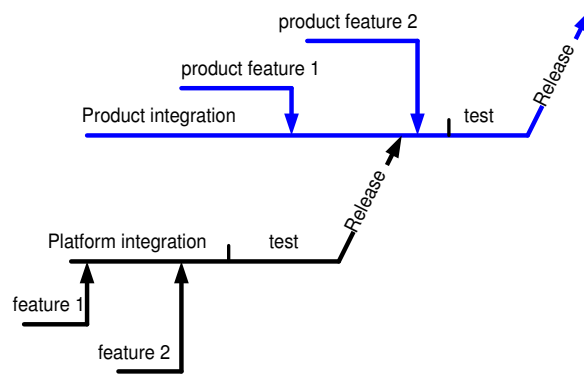 product feature 2
product feature 1
Release
Product integration
test
Release
Platform integration
test
feature 1
feature 2